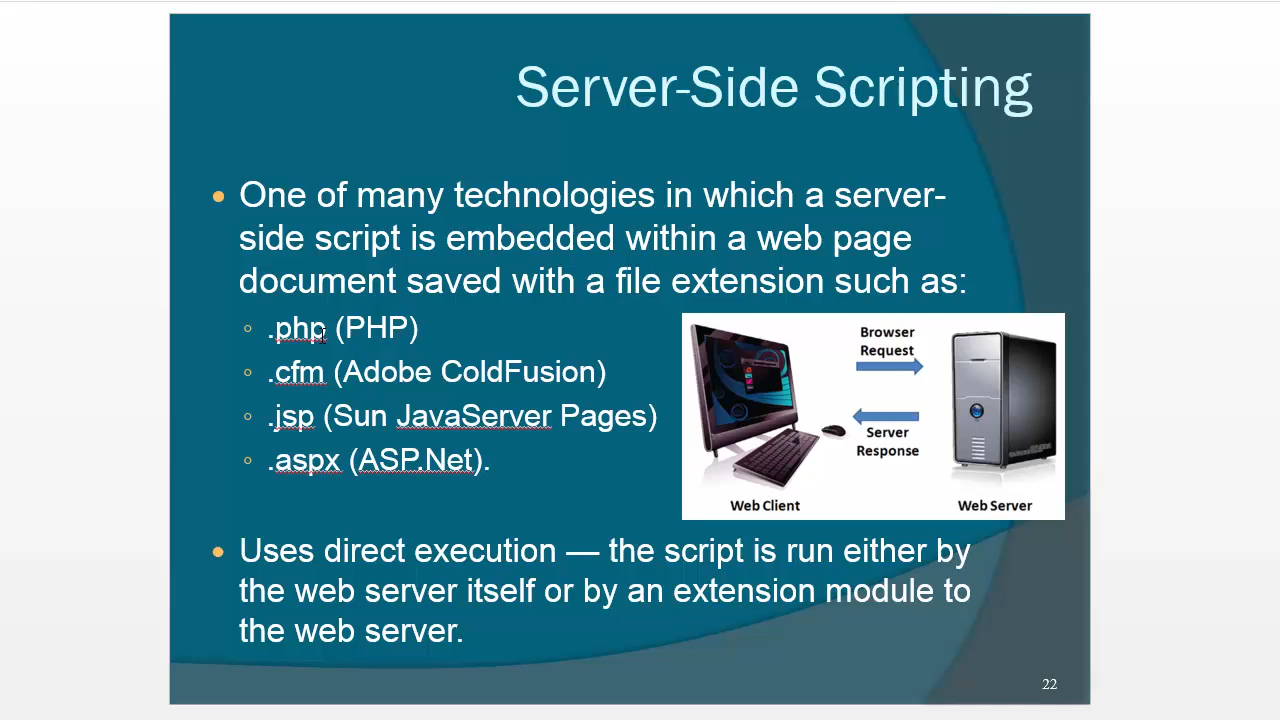 Server-Side Scripting
• One of many technologies in which a server-
side script is embedded within a web page
document saved with a file extension such as:
◦ .php (PHP)
◦ .cfm (Adobe ColdFusion)
◦ .jsp (Sun JavaServer Pages)
◦ .aspx (ASP.Net).
Browser
Request
Server
Response
Web Client
Web Server
• Uses direct execution — the script is run either by
the web server itself or by an extension module to
the web server.
22